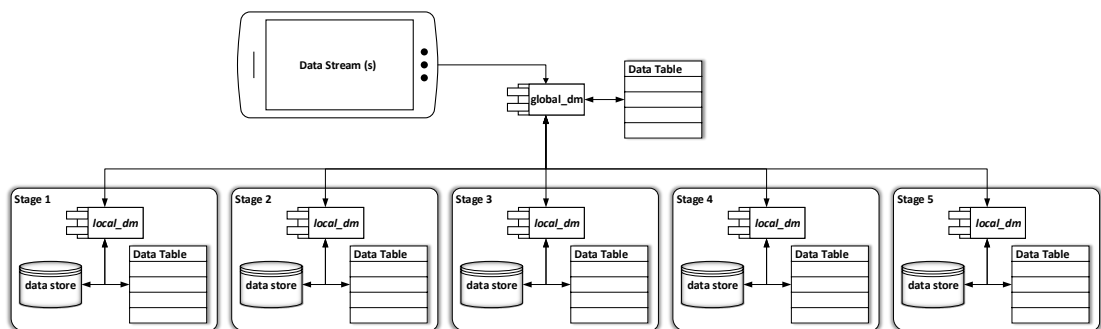 Data Stream (s)
Data Table
global_dm
Stage 1
local_dm
Data Table
data store
Stage 2
local_dm
Data Table
data store
Stage 3
local_dm
Data Table
data store
Stage 4
local_dm
Data Table
data store
Stage 5
local_dm
Data Table
data store